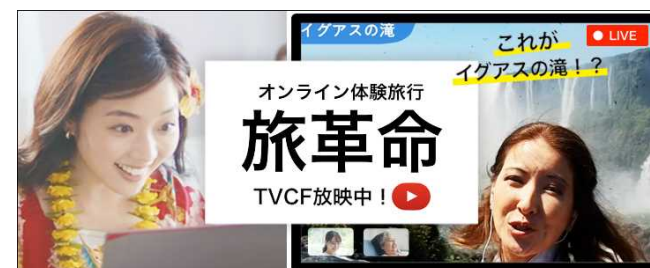 イグアスの滝
これが
イグアスの滝！？
LIVE
オンライン体験旅行
旅革命
TVCF放映中！